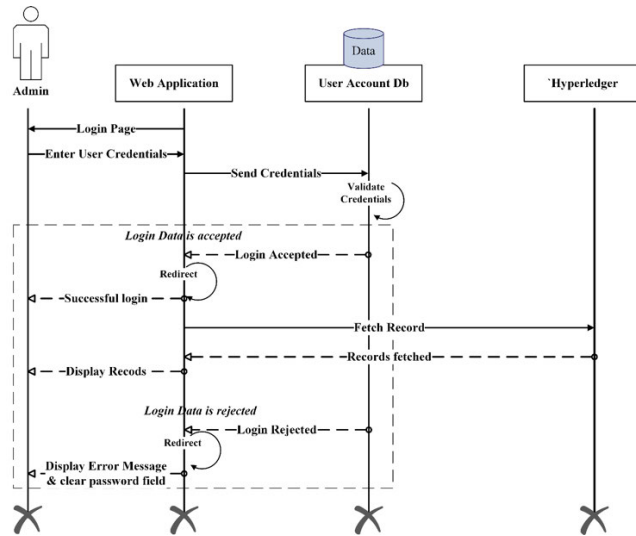 Data
Admin
Web Application
User Account Db
`Hyperledger
Login Page
Enter User Credentials
Send Credentials
Validate
Credentials
Login Data is accepted
Login Accepted
Redirect
Successful login
Fetch Record
Records fetched
Display Recods
Login Data is rejected
Login Rejected
Redirect
Display Error Message
& clear password field